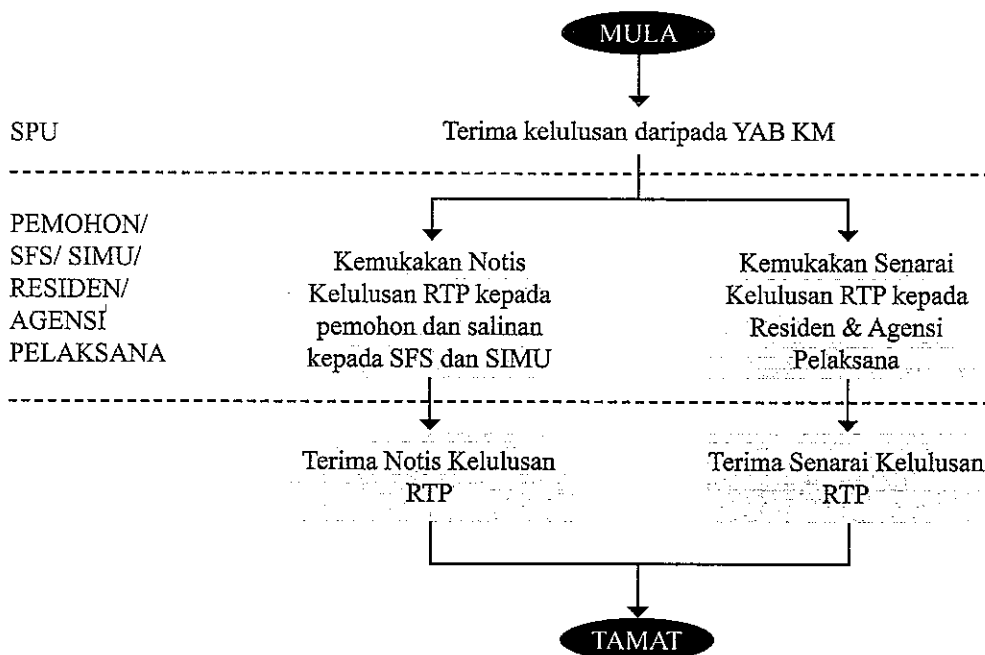 MULA
SPU
Terima kelulusan daripada YAB KM
PEMOHON/
SFS/ SIMU/
RESIDEN/
AGENSI
PELAKSANA
Kemukakan Notis
Kelulusan RTP kepada
pemohon dan salinan
kepada SFS dan SIMU
Kemukakan Senarai
Kelulusan RTP kepada
Residen & Agensi
Pelaksana
Terima Notis Kelulusan
RTP
Terima Senarai Kelulusan
RTP
TAMAT